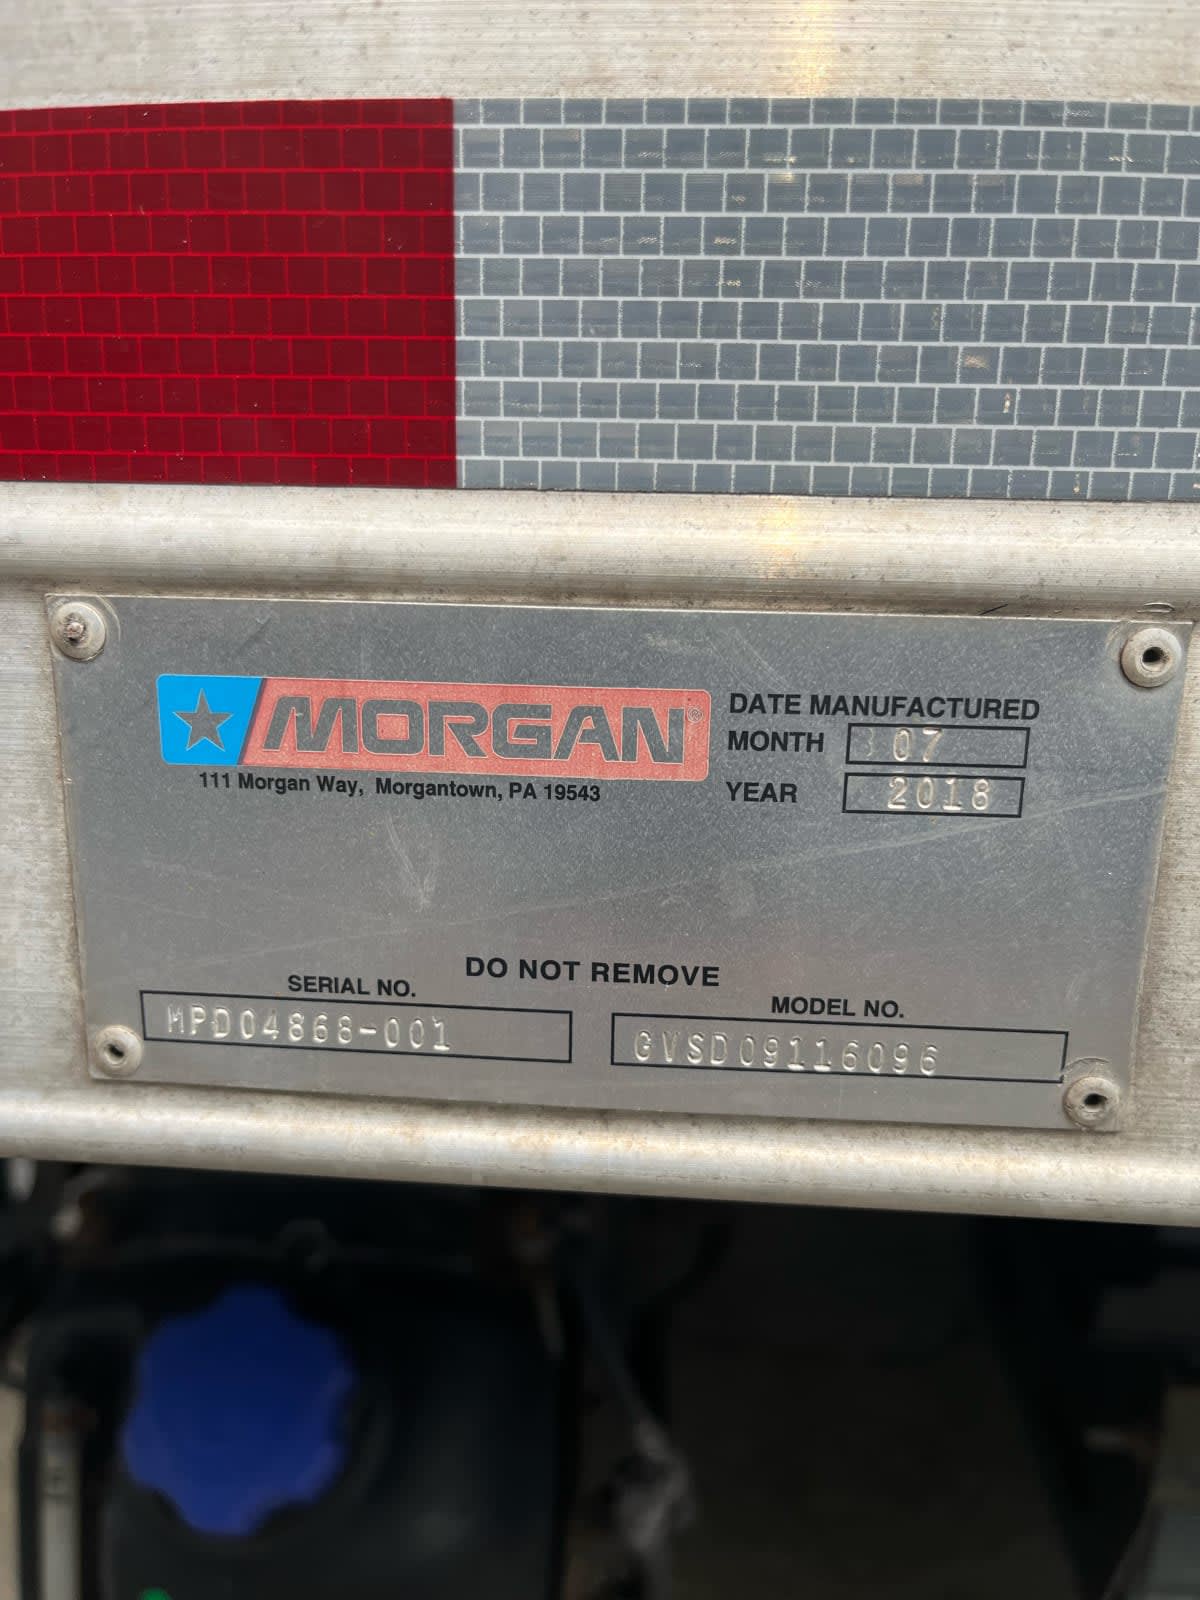 MORGAN®
111 Morgan Way, Morgantown, PA 19543
DATE MANUFACTURED
MONTH 07
YEAR 2018
DO NOT REMOVE
SERIAL NO.
MPD04868-001
MODEL NO.
GVSD09116096